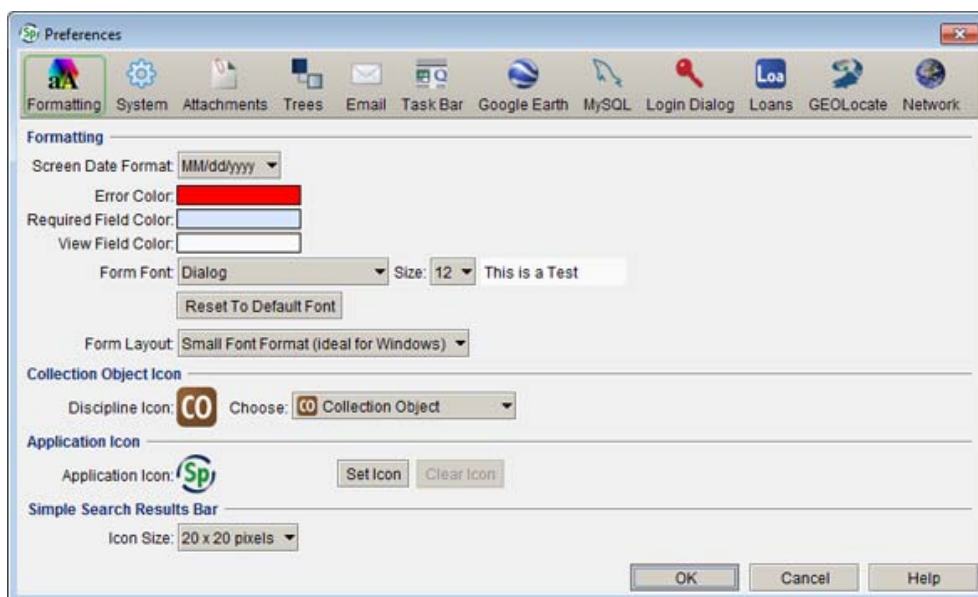 Sp Preferences
aA Loa
Formatting System Attachments Trees Email Task Bar Google Earth MySQL Login Dialog Loans GEOLocate Network
Formatting
Screen Date Format: MM/dd/yyyy
Error Color:
Required Field Color:
View Field Color:
Form Font: Dialog Size: 12 This is a Test
Reset To Default Font
Form Layout: Small Font Format (ideal for Windows)
Collection Object Icon
Discipline Icon: CO Choose: CO Collection Object
Application Icon
Application Icon: Sp Set Icon Clear Icon
Simple Search Results Bar
Icon Size: 20 x 20 pixels
OK Cancel Help